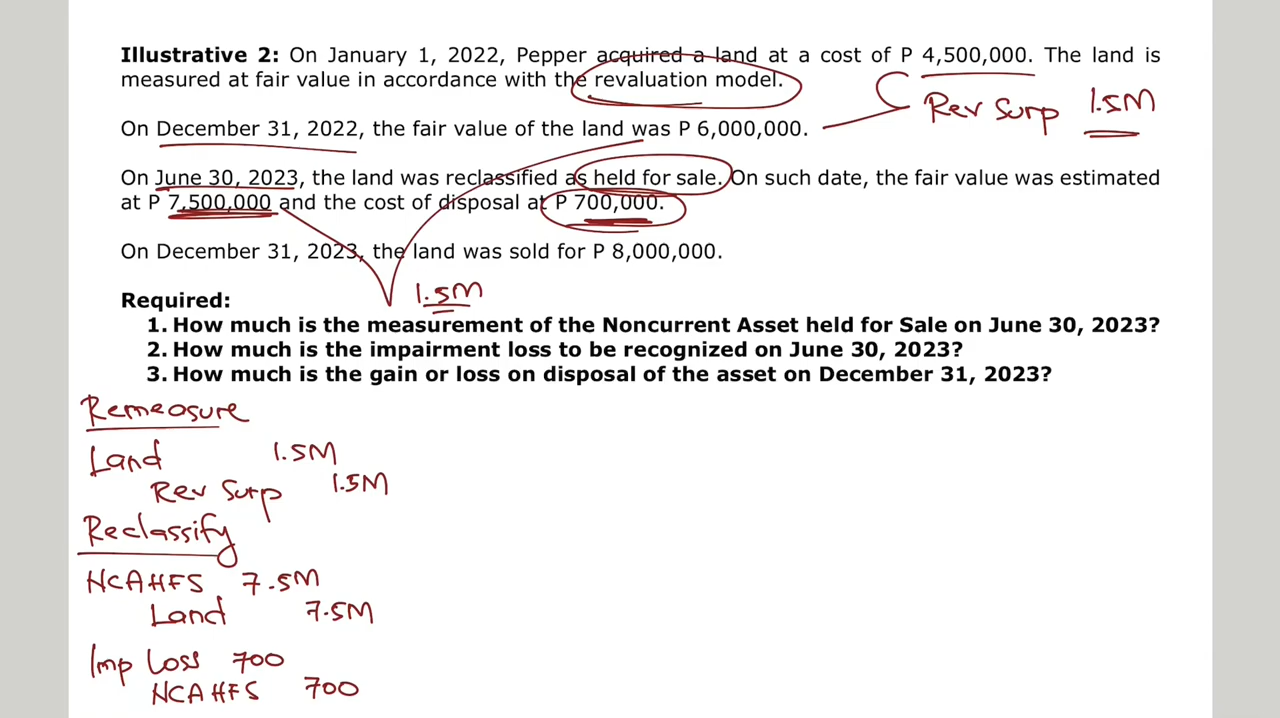 Illustrative 2: On January 1, 2022, Pepper acquired a land at a cost of P 4,500,000. The land is
measured at fair value in accordance with the revaluation model.
Rev Surp 1.5M
On December 31, 2022, the fair value of the land was P 6,000,000.
On June 30, 2023, the land was reclassified as held for sale. On such date, the fair value was estimated
at P 7,500,000 and the cost of disposal at P 700,000.
On December 31, 2023, the land was sold for P 8,000,000.
1.5M
Required:
1. How much is the measurement of the Noncurrent Asset held for Sale on June 30, 2023?
2. How much is the impairment loss to be recognized on June 30, 2023?
3. How much is the gain or loss on disposal of the asset on December 31, 2023?
Remeasure
Land 1.5M
Rev Surp 1.5M
Reclassify
NCAHFS 7.5M
Land 7.5M
Imp Loss 700
NCAHFS 700